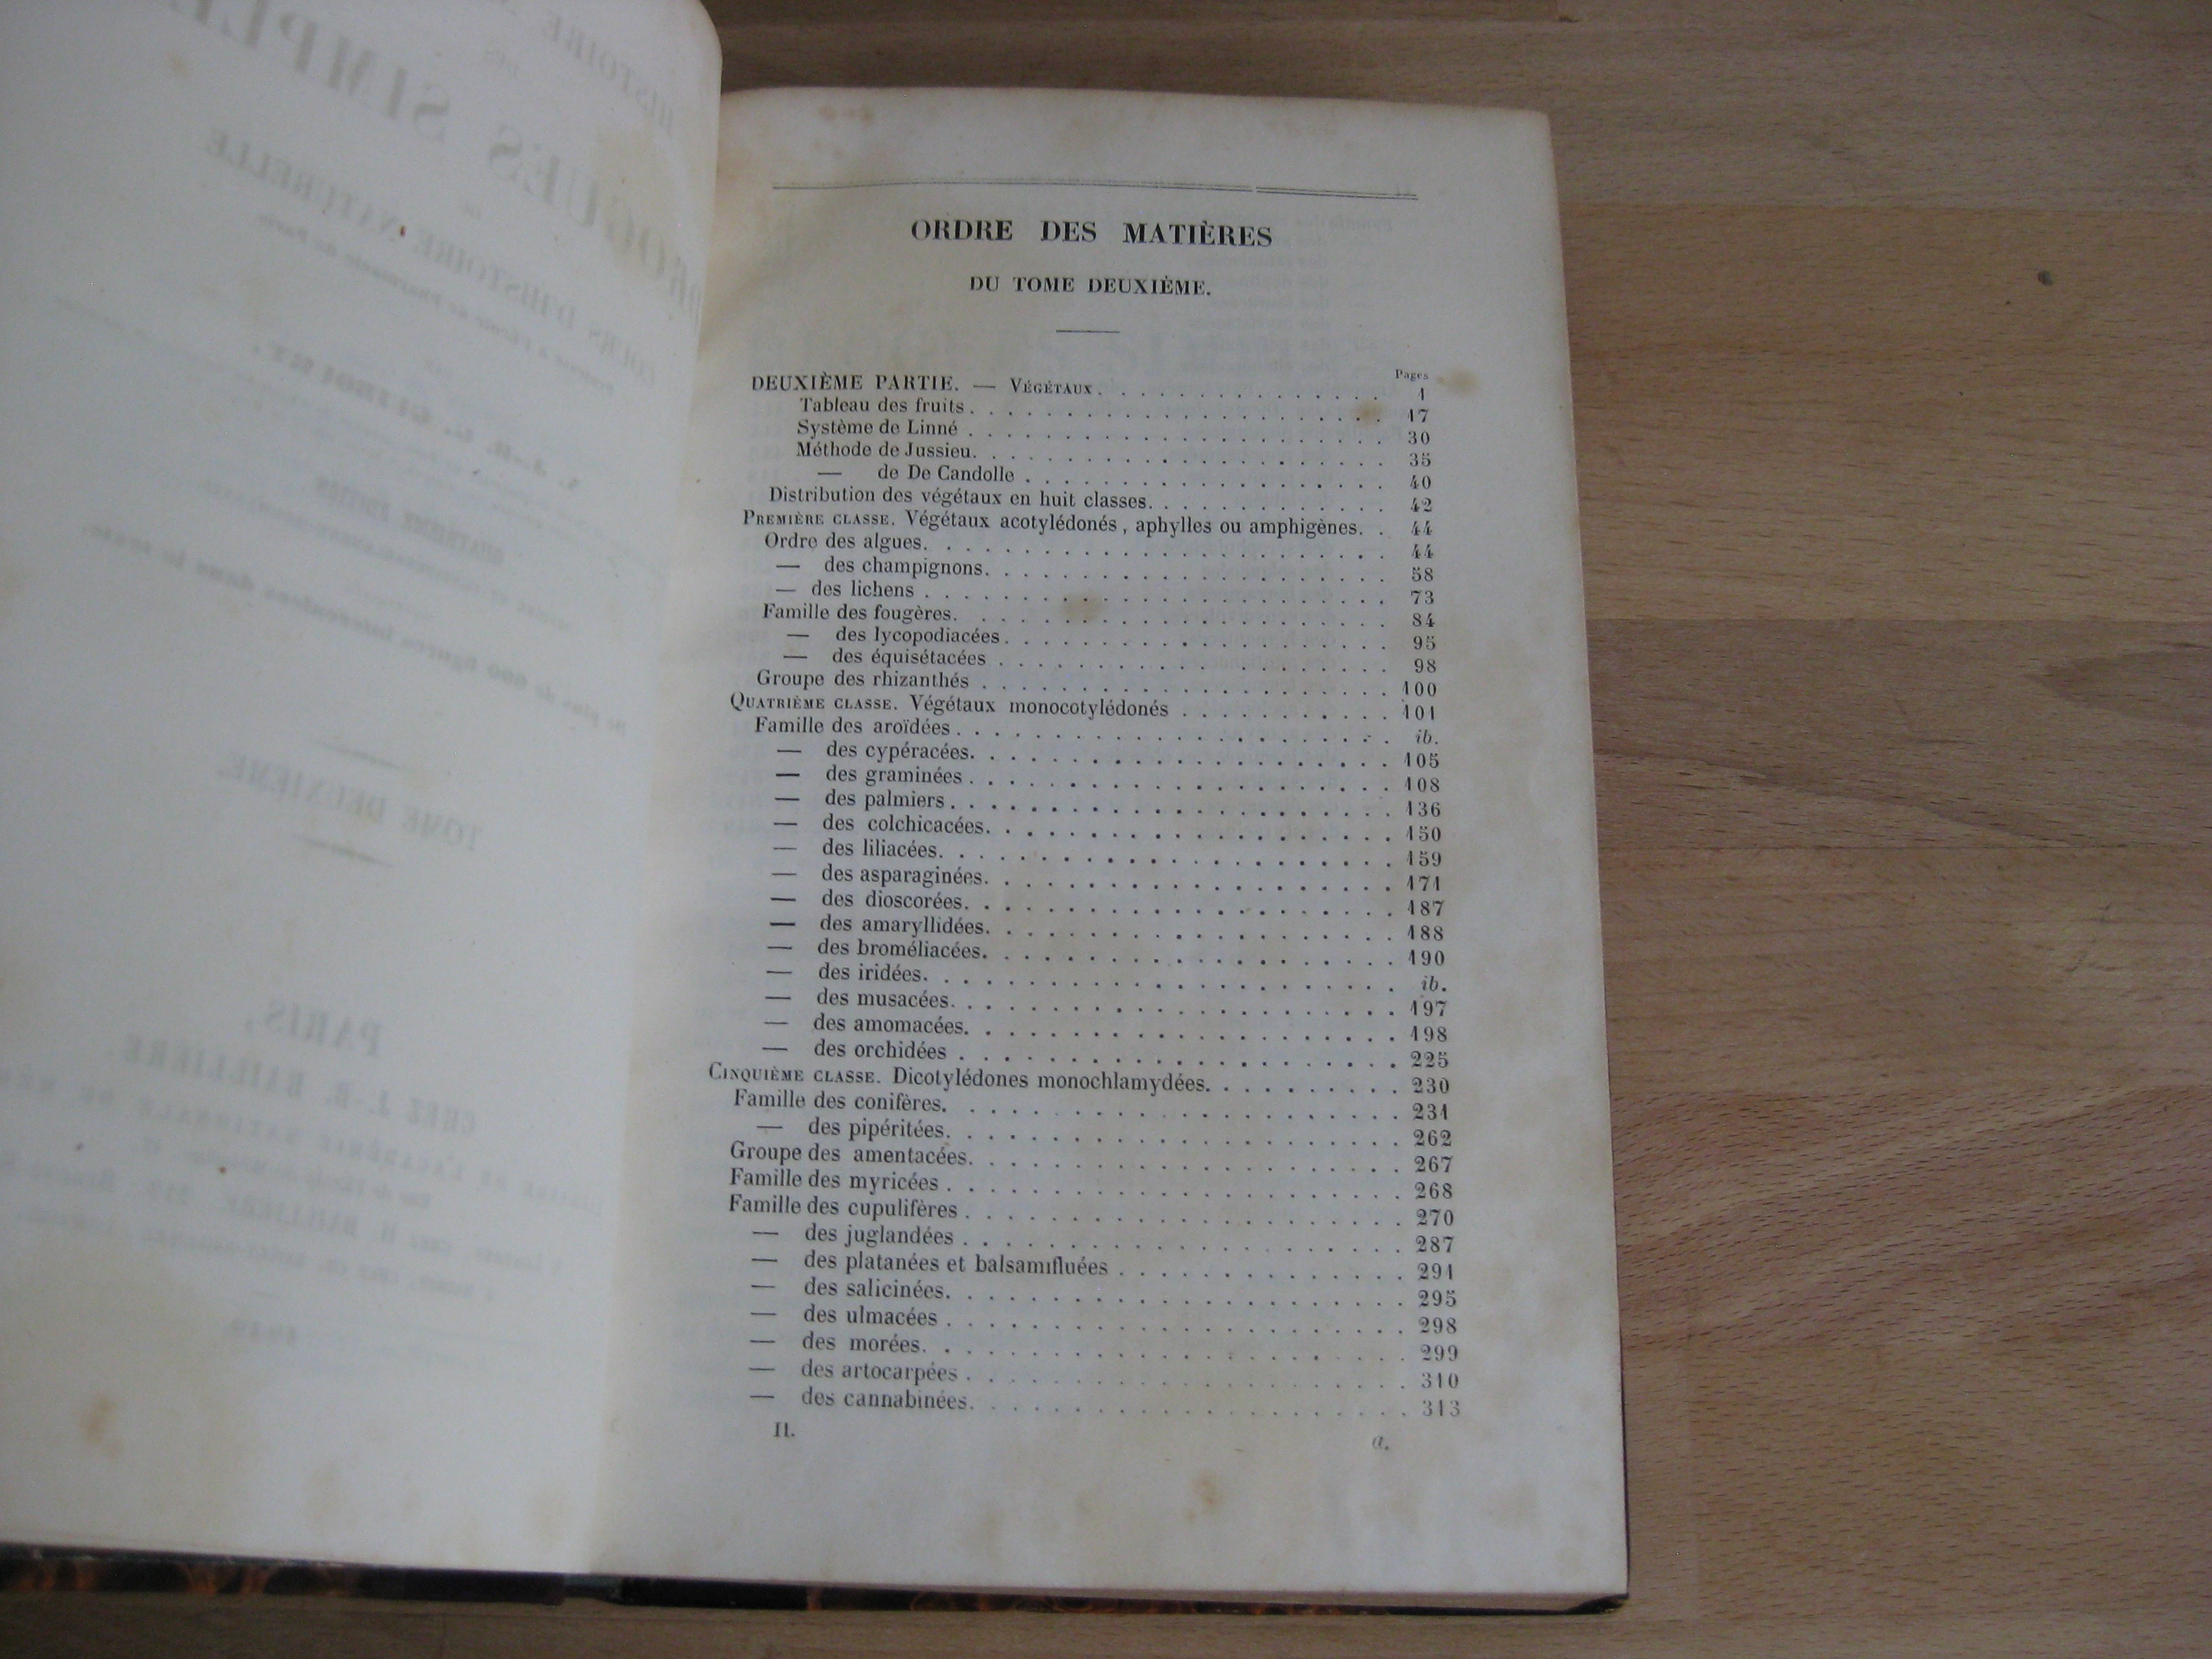 ORDRE DES MATIÈRES
DU TOME DEUXIÈME.
Pages
DEUXIÈME PARTIE. — VÉGÉTAUX. . . . . . . . . . . . . . . 1
Tableau des fruits. . . . . . . . . . . . . . . . . . . . 17
Système de Linné . . . . . . . . . . . . . . . . . . . . 30
Méthode de Jussieu. . . . . . . . . . . . . . . . . . . . 35
— de De Candolle . . . . . . . . . . . . . . . . . . 40
Distribution des végétaux en huit classes. . . . . . . . . . . . 42
PREMIÈRE CLASSE. Végétaux acotylédonés, aphylles ou amphigènes. . 44
Ordre des algues. . . . . . . . . . . . . . . . . . . . . . 44
— des champignons. . . . . . . . . . . . . . . . . . . 58
— des lichens . . . . . . . . . . . . . . . . . . . . . . 73
Famille des fougères. . . . . . . . . . . . . . . . . . . . 84
— des lycopodiacées. . . . . . . . . . . . . . . . . . 95
— des équisétacées . . . . . . . . . . . . . . . . . . 98
Groupe des rhizanthés . . . . . . . . . . . . . . . . . . . 100
QUATRIÈME CLASSE. Végétaux monocotylédonés . . . . . . . . . . 101
Famille des aroïdées. . . . . . . . . . . . . . . . . . . . ib.
— des cypéracées. . . . . . . . . . . . . . . . . . . . 105
— des graminées . . . . . . . . . . . . . . . . . . . . 108
— des palmiers. . . . . . . . . . . . . . . . . . . . . 136
— des colchicacées. . . . . . . . . . . . . . . . . . . 150
— des liliacées. . . . . . . . . . . . . . . . . . . . . 159
— des asparaginées. . . . . . . . . . . . . . . . . . . 171
— des dioscorées. . . . . . . . . . . . . . . . . . . . 187
— des amaryllidées. . . . . . . . . . . . . . . . . . . 188
— des broméliacées. . . . . . . . . . . . . . . . . . . 190
— des iridées. . . . . . . . . . . . . . . . . . . . . . ib.
— des musacées. . . . . . . . . . . . . . . . . . . . . 197
— des amomacées. . . . . . . . . . . . . . . . . . . . 198
— des orchidées . . . . . . . . . . . . . . . . . . . . 225
CINQUIÈME CLASSE. Dicotylédones monochlamydées. . . . . . . . . 230
Famille des conifères. . . . . . . . . . . . . . . . . . . . 231
— des pipéritées. . . . . . . . . . . . . . . . . . . . 262
Groupe des amentacées. . . . . . . . . . . . . . . . . . . 267
Famille des myricées . . . . . . . . . . . . . . . . . . . . 268
Famille des cupulifères . . . . . . . . . . . . . . . . . . . 270
— des juglandées . . . . . . . . . . . . . . . . . . . . 287
— des platanées et balsamifluées . . . . . . . . . . . . . 291
— des salicinées. . . . . . . . . . . . . . . . . . . . . 295
— des ulmacées . . . . . . . . . . . . . . . . . . . . . 298
— des morées. . . . . . . . . . . . . . . . . . . . . . 299
— des artocarpées . . . . . . . . . . . . . . . . . . . . 310
— des cannabinées. . . . . . . . . . . . . . . . . . . . 313
II. a.